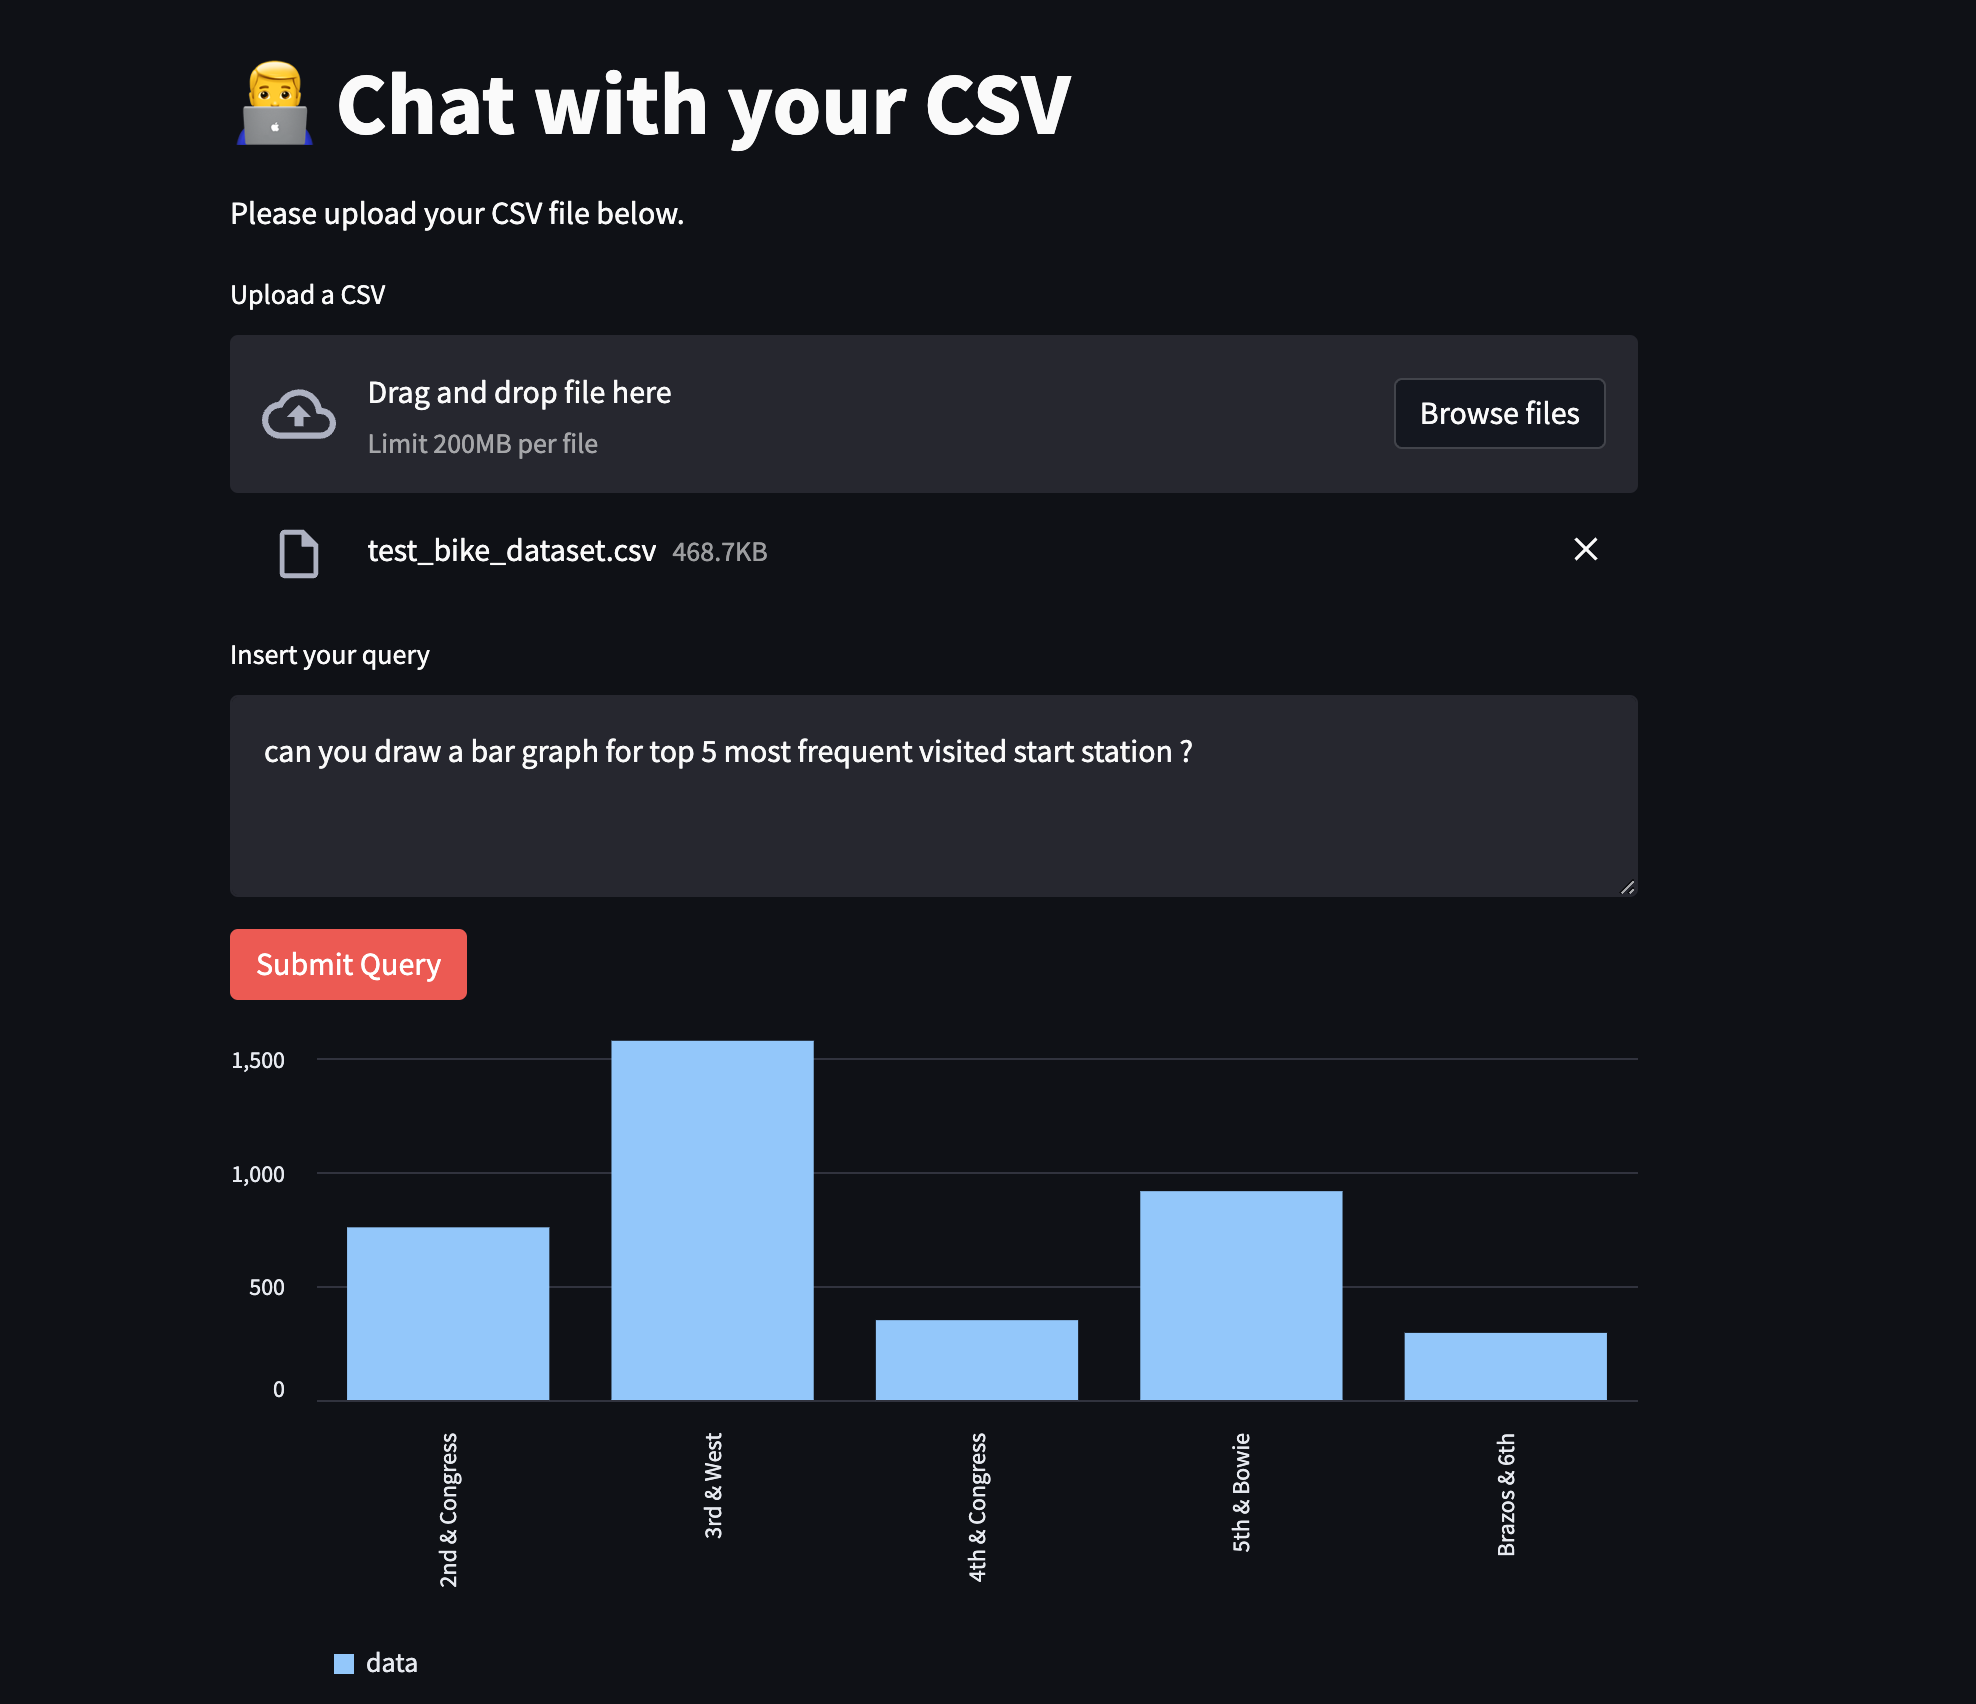 Chat with your CSV
Please upload your CSV file below.
Upload a CSV
Drag and drop file here
Limit 200MB per file
Browse files
test_bike_dataset.csv 468.7KB
Insert your query
can you draw a bar graph for top 5 most frequent visited start station ?
Submit Query
1,500
1,000
500
0
2nd & Congress
3rd & West
4th & Congress
5th & Bowie
Brazos & 6th
data